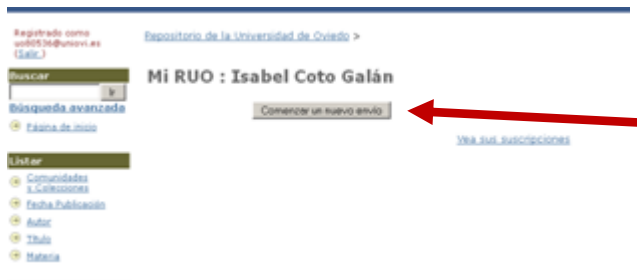 Registrado como
uo80536@uniovi.es
(Salir)
Buscar
Ir
Búsqueda avanzada
Página de inicio
Listar
Comunidades
y Colecciones
Fecha Publicación
Autor
Título
Materia
Repositorio de la Universidad de Oviedo >
Mi RUO : Isabel Coto Galán
Comenzar un nuevo envío
Vea sus suscripciones